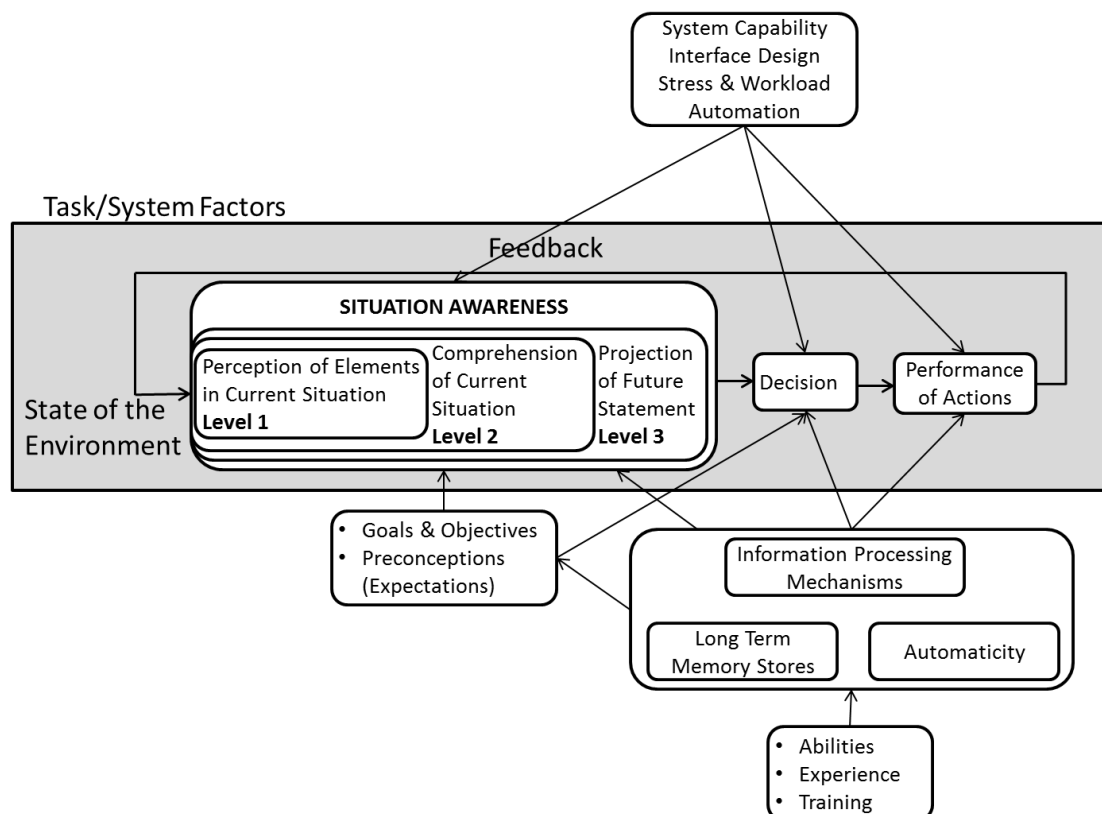 System Capability
Interface Design
Stress & Workload
Automation
Task/System Factors
Feedback
SITUATION AWARENESS
Perception of Elements
in Current Situation
Level 1
Comprehension
of Current
Situation
Level 2
Projection
of Future
Statement
Level 3
Decision
Performance
of Actions
State of the
Environment
• Goals & Objectives
• Preconceptions
(Expectations)
Information Processing
Mechanisms
Long Term
Memory Stores
Automaticity
• Abilities
• Experience
• Training